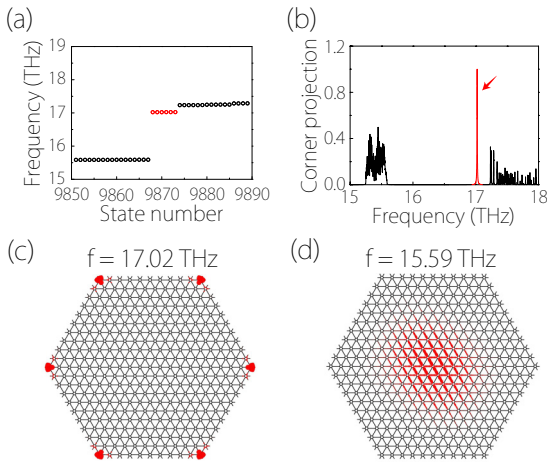 (a)
Frequency (THz)
19
18
17
16
15
9850 9860 9870 9880 9890
State number
(b)
Corner projection
1.2
0.8
0.4
0.0
15 16 17 18
Frequency (THz)
(c)
f = 17.02 THz
(d)
f = 15.59 THz